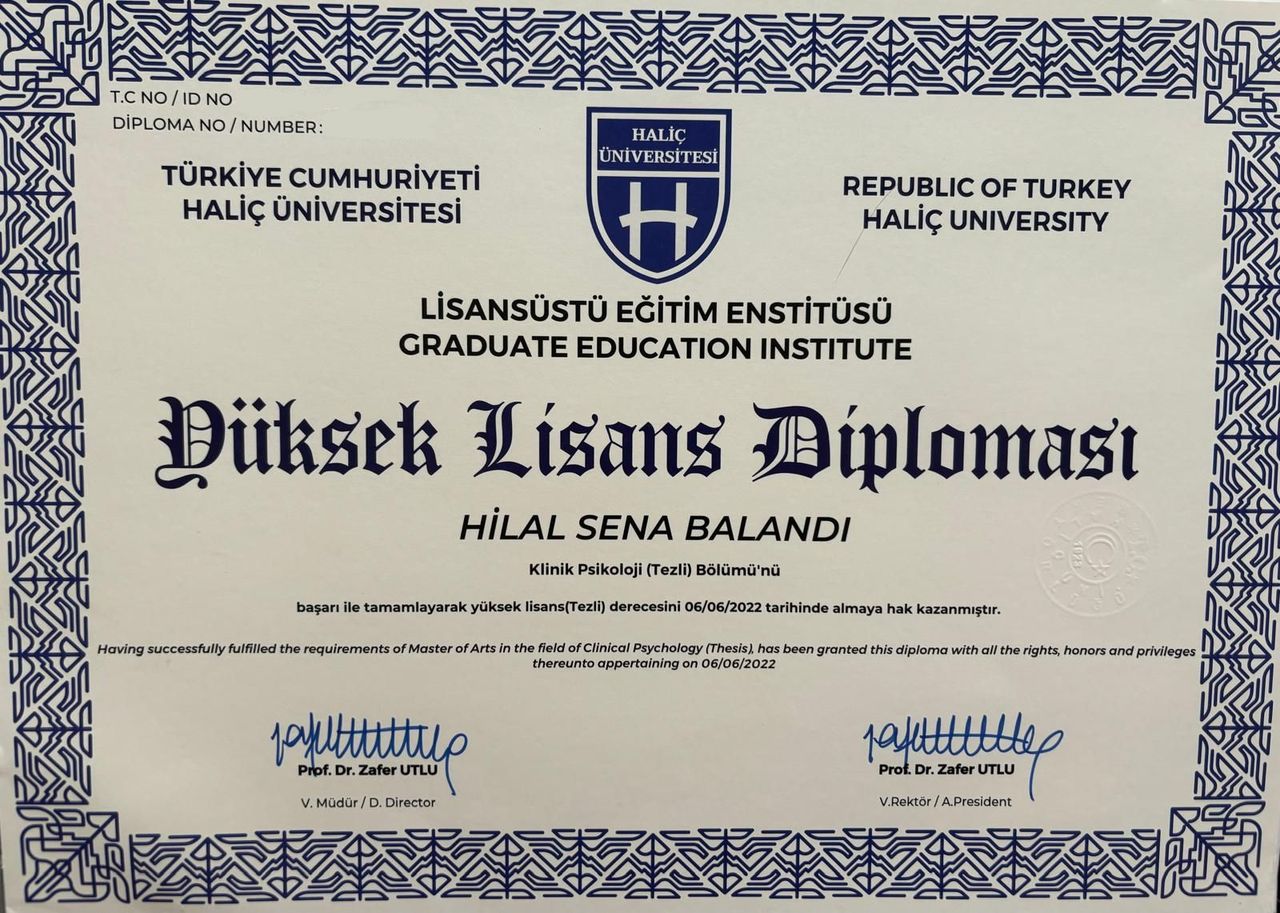 T.C NO / ID NO
DİPLOMA NO / NUMBER:
HALİÇ
ÜNİVERSİTESİ
TÜRKİYE CUMHURİYETİ
HALİÇ ÜNİVERSİTESİ
REPUBLIC OF TURKEY
HALİÇ UNIVERSITY
LİSANSÜSTÜ EĞİTİM ENSTİTÜSÜ
GRADUATE EDUCATION INSTITUTE
Yüksek Lisans Diploması
HİLAL SENA BALANDI
Klinik Psikoloji (Tezli) Bölümü'nü
başarı ile tamamlayarak yüksek lisans(Tezli) derecesini 06/06/2022 tarihinde almaya hak kazanmıştır.
Having successfully fulfilled the requirements of Master of Arts in the field of Clinical Psychology (Thesis), has been granted this diploma with all the rights, honors and privileges
thereunto appertaining on 06/06/2022
Prof. Dr. Zafer UTLU
V. Müdür / D. Director
Prof. Dr. Zafer UTLU
V.Rektör / A.President